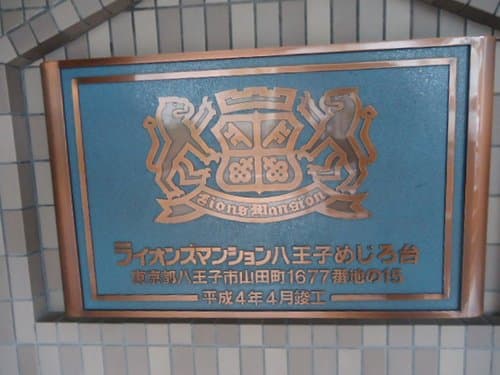 Lions Mansion
ライオンズマンション八王子めじろ台
東京都八王子市山田町1677番地の15
平成4年4月竣工